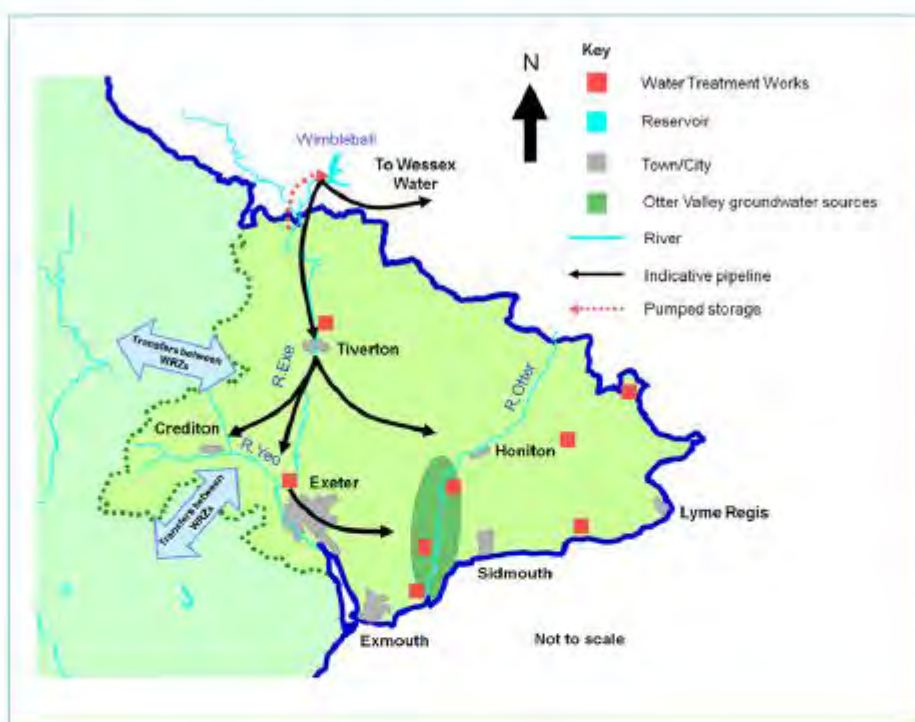 Key
N
Water Treatment Works
Reservoir
Town/City
Otter Valley groundwater sources
River
Indicative pipeline
Pumped storage
Wimbleball
To Wessex
Water
Transfers between
WRZs
R.Exe
Tiverton
R. Otter
Crediton
R. Yeo
Honiton
Exeter
Transfers between
WRZs
Lyme Regis
Sidmouth
Exmouth
Not to scale